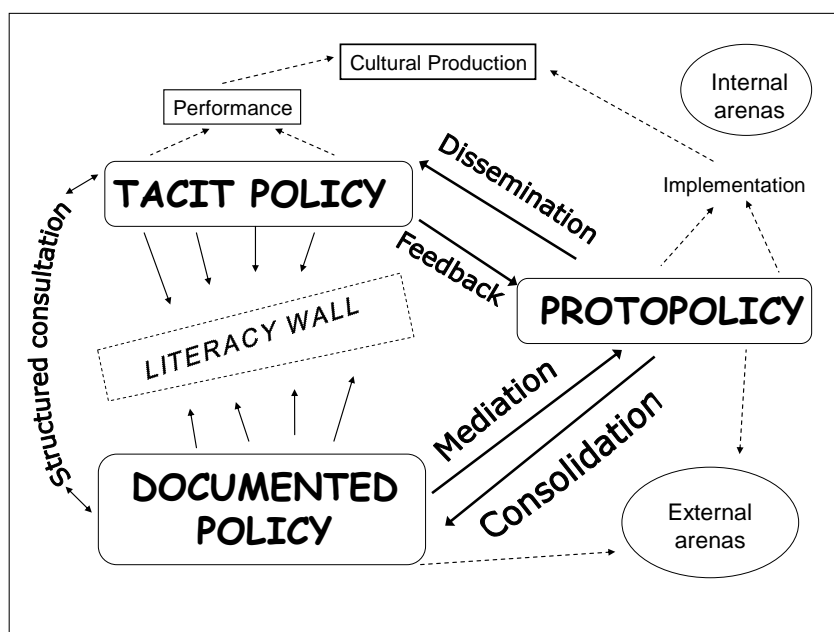 Cultural Production
Internal
arenas
Performance
Dissemination
TACIT POLICY
Implementation
Structured consultation
Feedback
LITERACY WALL
PROTOPOLICY
Mediation
Consolidation
DOCUMENTED
POLICY
External
arenas